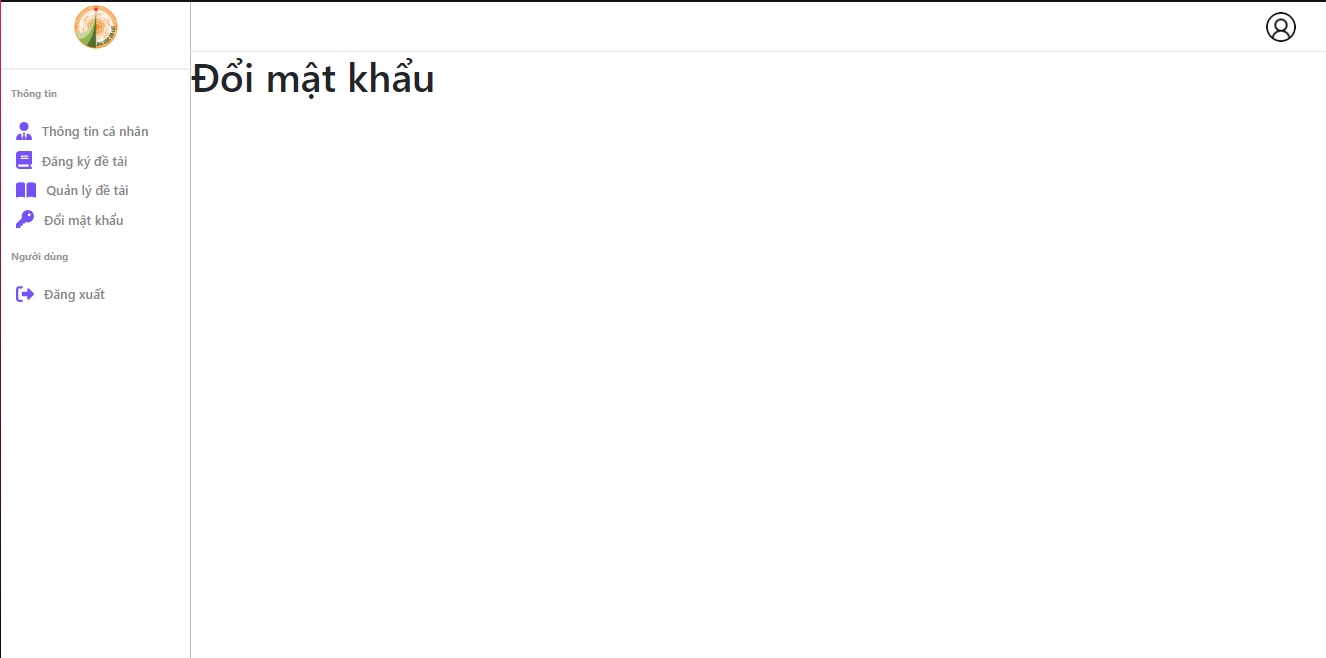 Đổi mật khẩu
Thông tin
Thông tin cá nhân
Đăng ký đề tài
Quản lý đề tài
Đổi mật khẩu
Người dùng
Đăng xuất